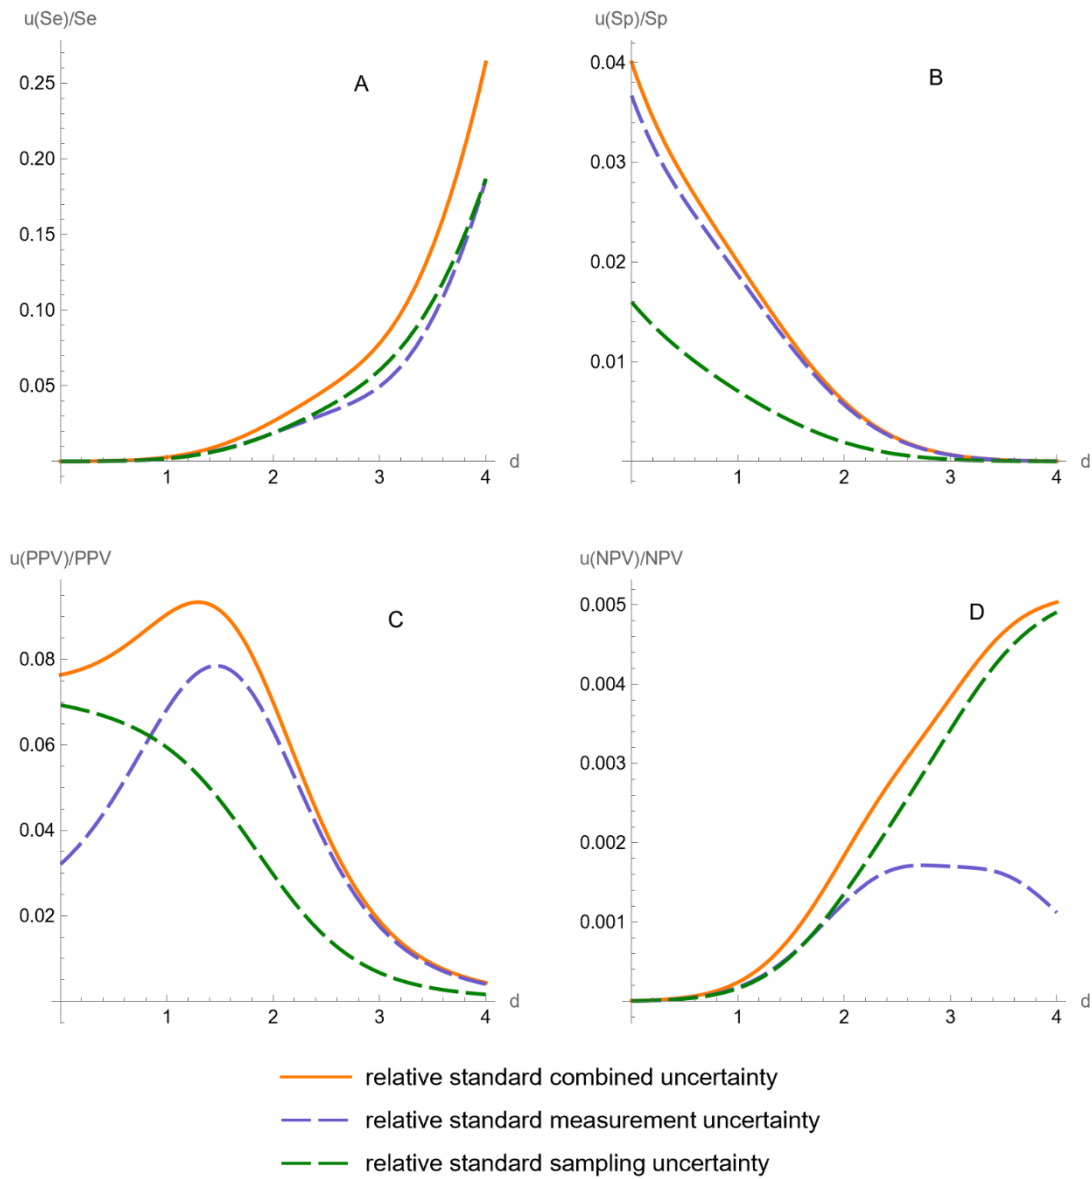 u(Se)/Se
A
0.25
0.20
0.15
0.10
0.05
1 2 3 4 d
u(Sp)/Sp
B
0.04
0.03
0.02
0.01
1 2 3 4 d
u(PPV)/PPV
C
0.08
0.06
0.04
0.02
1 2 3 4 d
u(NPV)/NPV
D
0.005
0.004
0.003
0.002
0.001
1 2 3 4 d
relative standard combined uncertainty
relative standard measurement uncertainty
relative standard sampling uncertainty